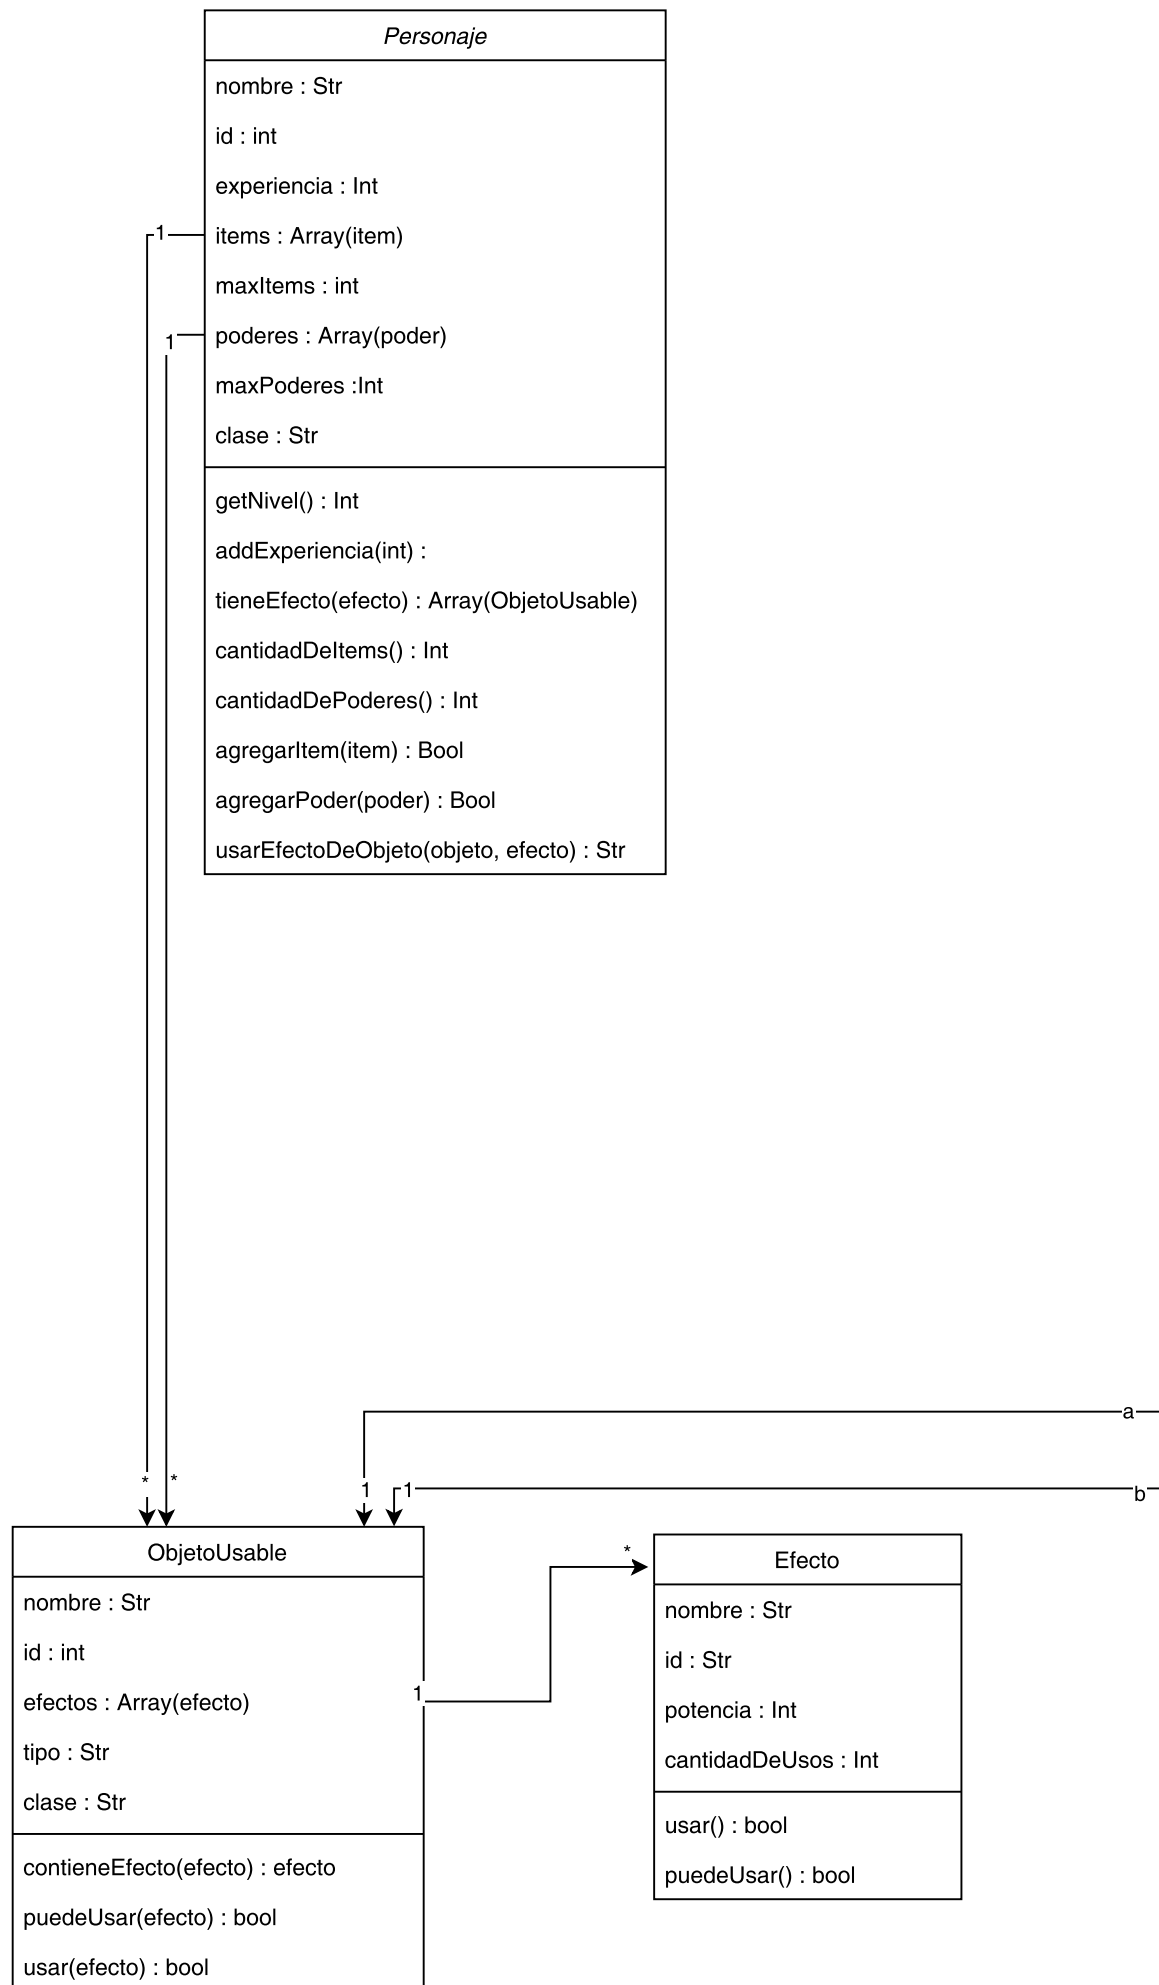 Personaje
nombre : Str
id : int
experiencia : Int
1
items : Array(item)
maxItems : int
1
poderes : Array(poder)
maxPoderes :Int
clase : Str
getNivel() : Int
addExperiencia(int) :
tieneEfecto(efecto) : Array(ObjetoUsable)
cantidadDeItems() : Int
cantidadDePoderes() : Int
agregarItem(item) : Bool
agregarPoder(poder) : Bool
usarEfectoDeObjeto(objeto, efecto) : Str
a
*
*
1
1
b
ObjetoUsable
nombre : Str
id : int
efectos : Array(efecto)
1
tipo : Str
clase : Str
contieneEfecto(efecto) : efecto
puedeUsar(efecto) : bool
usar(efecto) : bool
*
Efecto
nombre : Str
id : Str
potencia : Int
cantidadDeUsos : Int
usar() : bool
puedeUsar() : bool